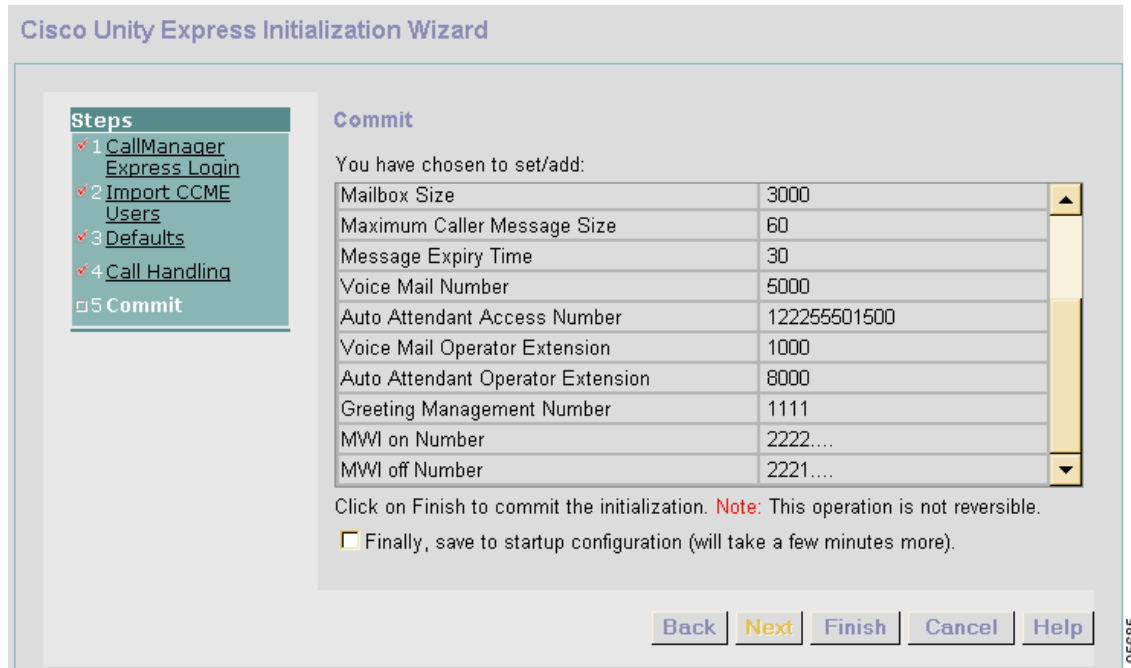 Cisco Unity Express Initialization Wizard
Steps
1 CallManager
Express Login
2 Import CCME
Users
3 Defaults
4 Call Handling
5 Commit
Commit
You have chosen to set/add:
Mailbox Size 3000
Maximum Caller Message Size 60
Message Expiry Time 30
Voice Mail Number 5000
Auto Attendant Access Number 122255501500
Voice Mail Operator Extension 1000
Auto Attendant Operator Extension 8000
Greeting Management Number 1111
MWI on Number 2222....
MWI off Number 2221....
Click on Finish to commit the initialization. Note: This operation is not reversible.
Finally, save to startup configuration (will take a few minutes more).
Back Next Finish Cancel Help